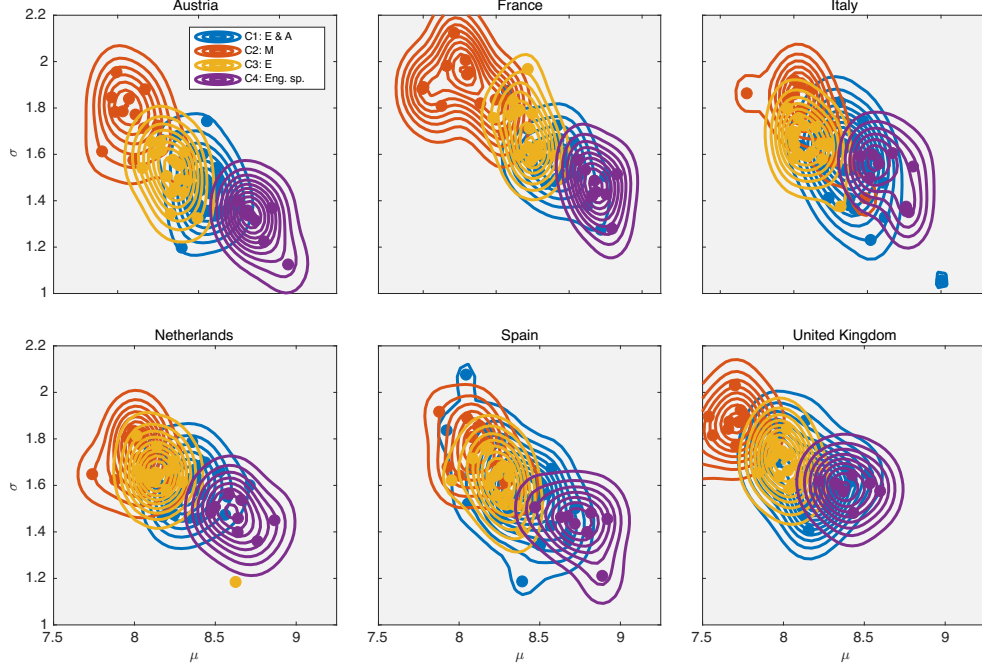 Austria
France
Italy
2.2
2
1.8
1.6
1.4
1.2
1
σ
C1: E & A
C2: M
C3: E
C4: Eng. sp.
Netherlands
Spain
United Kingdom
2.2
2
1.8
1.6
1.4
1.2
1
σ
7.5 8 8.5 9
8 8.5 9
8 8.5 9
μ μ μ